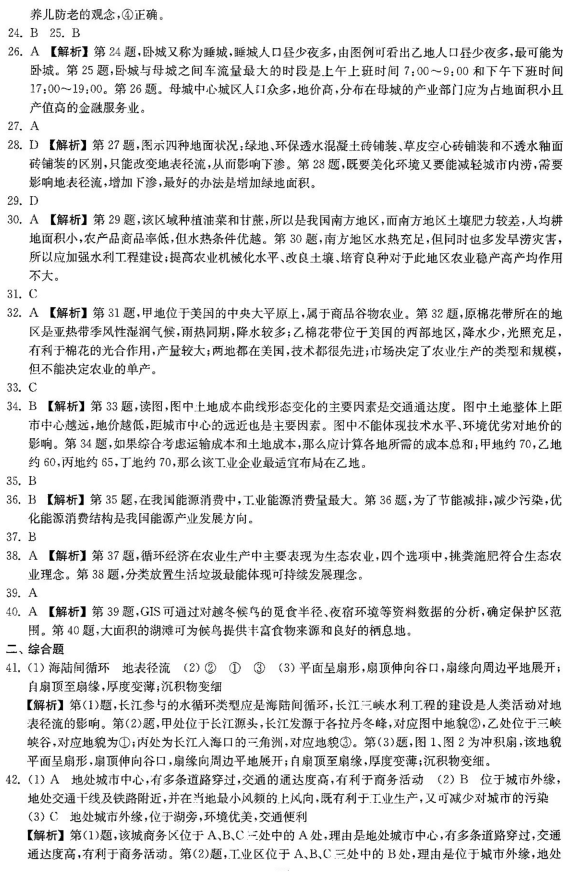 养儿防老的观念,④正确。
24. B 25. B
26. A 【解析】第24题,卧城又称为睡城,睡城人口昼少夜多,由图例可看出乙地人口昼少夜多,最可能为
卧城。第25题,卧城与母城之间车流量最大的时段是上午上班时间7:00~9:00和下午下班时间
17:00~19:00。第26题。母城中心城区人口众多,地价高,分布在母城的产业部门应为占地面积小且
产值高的金融服务业。
27. A
28. D 【解析】第27题,图示四种地面状况:绿地、环保透水混凝土砖铺装、草皮空心砖铺装和不透水釉面
砖铺装的区别,只能改变地表径流,从而影响下渗。第28题,既要美化环境又要能减轻城市内涝,需要
影响地表径流,增加下渗,最好的办法是增加绿地面积。
29. D
30. A 【解析】第29题,该区域种植油菜和甘蔗,所以是我国南方地区,而南方地区土壤肥力较差,人均耕
地面积小,农产品商品率低,但水热条件优越。第30题,南方地区水热充足,但同时也多发旱涝灾害,
所以应加强水利工程建设;提高农业机械化水平、改良土壤、培育良种对于此地区农业稳产高产均作用
不大。
31. C
32. A 【解析】第31题,甲地位于美国的中央大平原上,属于商品谷物农业。第32题,原棉花带所在的地
区是亚热带季风性湿润气候,雨热同期,降水较多;乙棉花带位于美国的西部地区,降水少,光照充足,
有利于棉花的光合作用,产量较大;两地都在美国,技术都很先进;市场决定了农业生产的类型和规模,
但不能决定农业的单产。
33. C
34. B 【解析】第33题,读图,图中土地成本曲线形态变化的主要因素是交通通达度。图中土地整体上距
市中心越远,地价越低,距城市中心的远近也是主要因素。图中不能体现技术水平、环境优劣对地价的
影响。第34题,如果综合考虑运输成本和土地成本,那么应计算各地所需的成本总和:甲地约70,乙地
约60,丙地约65,丁地约70,那么该工业企业最适宜布局在乙地。
35. B
36. B 【解析】第35题,在我国能源消费中,工业能源消费量最大。第36题,为了节能减排,减少污染,优
化能源消费结构是我国能源产业发展方向。
37. B
38. A 【解析】第37题,循环经济在农业生产中主要表现为生态农业,四个选项中,挑粪施肥符合生态农
业理念。第38题,分类放置生活垃圾最能体现可持续发展理念。
39. A
40. A 【解析】第39题,GIS可通过对越冬候鸟的觅食半径、夜宿环境等资料数据的分析,确定保护区范
围。第40题,大面积的湖滩可为候鸟提供丰富食物来源和良好的栖息地。
二、综合题
41. (1)海陆间循环 地表径流 (2)② ① ③ (3)平面呈扇形,扇顶伸向谷口,扇缘向周边平地展开;
自扇顶至扇缘,厚度变薄;沉积物变细
【解析】第(1)题,长江参与的水循环类型应是海陆间循环,长江三峡水利工程的建设是人类活动对地
表径流的影响。第(2)题,甲处位于长江源头,长江发源于各拉丹冬峰,对应图中地貌②,乙处位于三峡
峡谷,对应地貌为①;丙处为长江入海口的三角洲,对应地貌③。第(3)题,图1、图2为冲积扇,该地貌
平面呈扇形,扇顶伸向谷口,扇缘向周边平地展开;自扇顶至扇缘,厚度变薄;沉积物变细。
42. (1)A 地处城市中心,有多条道路穿过,交通的通达度高,有利于商务活动 (2)B 位于城市外缘,
地处交通干线及铁路附近,并在当地最小风频的上风向,既有利于工业生产,又可减少对城市的污染
(3)C 地处城市外缘,位于湖旁,环境优美,交通便利
【解析】第(1)题,该城商务区位于A、B、C三处中的A处,理由是地处城市中心,有多条道路穿过,交通
通达度高,有利于商务活动。第(2)题,工业区位于A、B、C三处中的B处,理由是位于城市外缘,地处